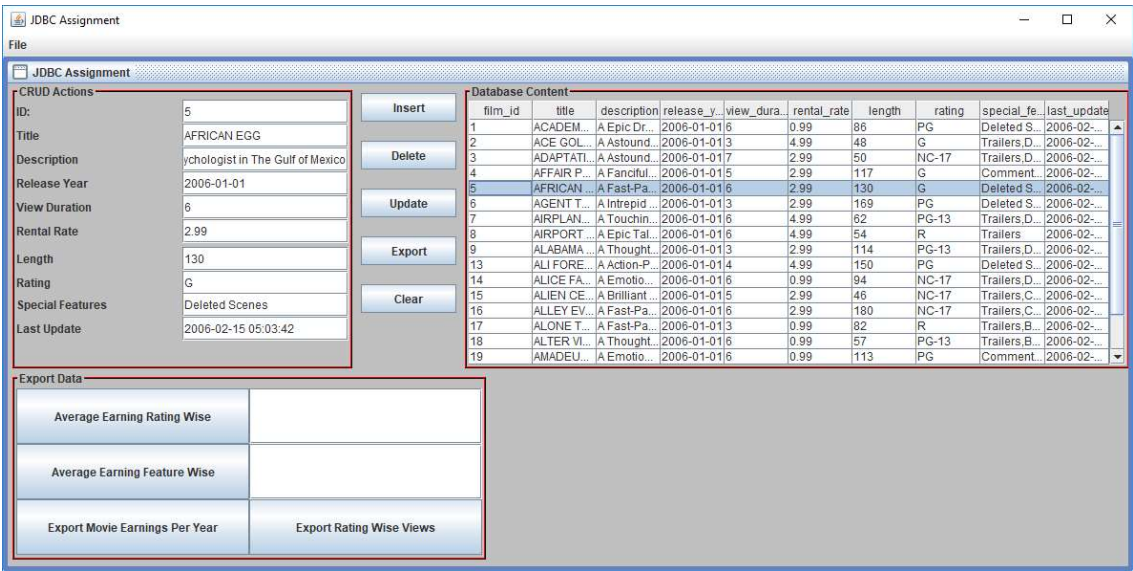 JDBC Assignment
File
JDBC Assignment
CRUD Actions
ID: 5
Title AFRICAN EGG
Description ychologist in The Gulf of Mexico
Release Year 2006-01-01
View Duration 6
Rental Rate 2.99
Length 130
Rating G
Special Features Deleted Scenes
Last Update 2006-02-15 05:03:42
Insert
Delete
Update
Export
Clear
Database Content
film_id title description release_y... view_dura... rental_rate length rating special_fe... last_update
1 ACADEM... A Epic Dr... 2006-01-01 6 0.99 86 PG Deleted S... 2006-02-...
2 ACE GOL... A Astound... 2006-01-01 3 4.99 48 G Trailers,D... 2006-02-...
3 ADAPTATI... A Astound... 2006-01-01 7 2.99 50 NC-17 Trailers,D... 2006-02-...
4 AFFAIR P... A Fanciful... 2006-01-01 5 2.99 117 G Comment... 2006-02-...
5 AFRICAN ... A Fast-Pa... 2006-01-01 6 2.99 130 G Deleted S... 2006-02-...
6 AGENT T... A Intrepid ... 2006-01-01 3 2.99 169 PG Deleted S... 2006-02-...
7 AIRPLAN... A Touchin... 2006-01-01 6 4.99 62 PG-13 Trailers,D... 2006-02-...
8 AIRPORT ... A Epic Tal... 2006-01-01 6 4.99 54 R Trailers 2006-02-...
9 ALABAMA ... A Thought... 2006-01-01 3 2.99 114 PG-13 Trailers,D... 2006-02-...
13 ALI FORE... A Action-P... 2006-01-01 4 4.99 150 PG Deleted S... 2006-02-...
14 ALICE FA... A Emotio... 2006-01-01 6 0.99 94 NC-17 Trailers,D... 2006-02-...
15 ALIEN CE... A Brilliant ... 2006-01-01 5 2.99 46 NC-17 Trailers,C... 2006-02-...
16 ALLEY EV... A Fast-Pa... 2006-01-01 6 2.99 180 NC-17 Trailers,C... 2006-02-...
17 ALONE T... A Fast-Pa... 2006-01-01 3 0.99 82 R Trailers,B... 2006-02-...
18 ALTER VI... A Thought... 2006-01-01 6 0.99 57 PG-13 Trailers,B... 2006-02-...
19 AMADEU... A Emotio... 2006-01-01 6 0.99 113 PG Comment... 2006-02-...
Export Data
Average Earning Rating Wise
Average Earning Feature Wise
Export Movie Earnings Per Year
Export Rating Wise Views